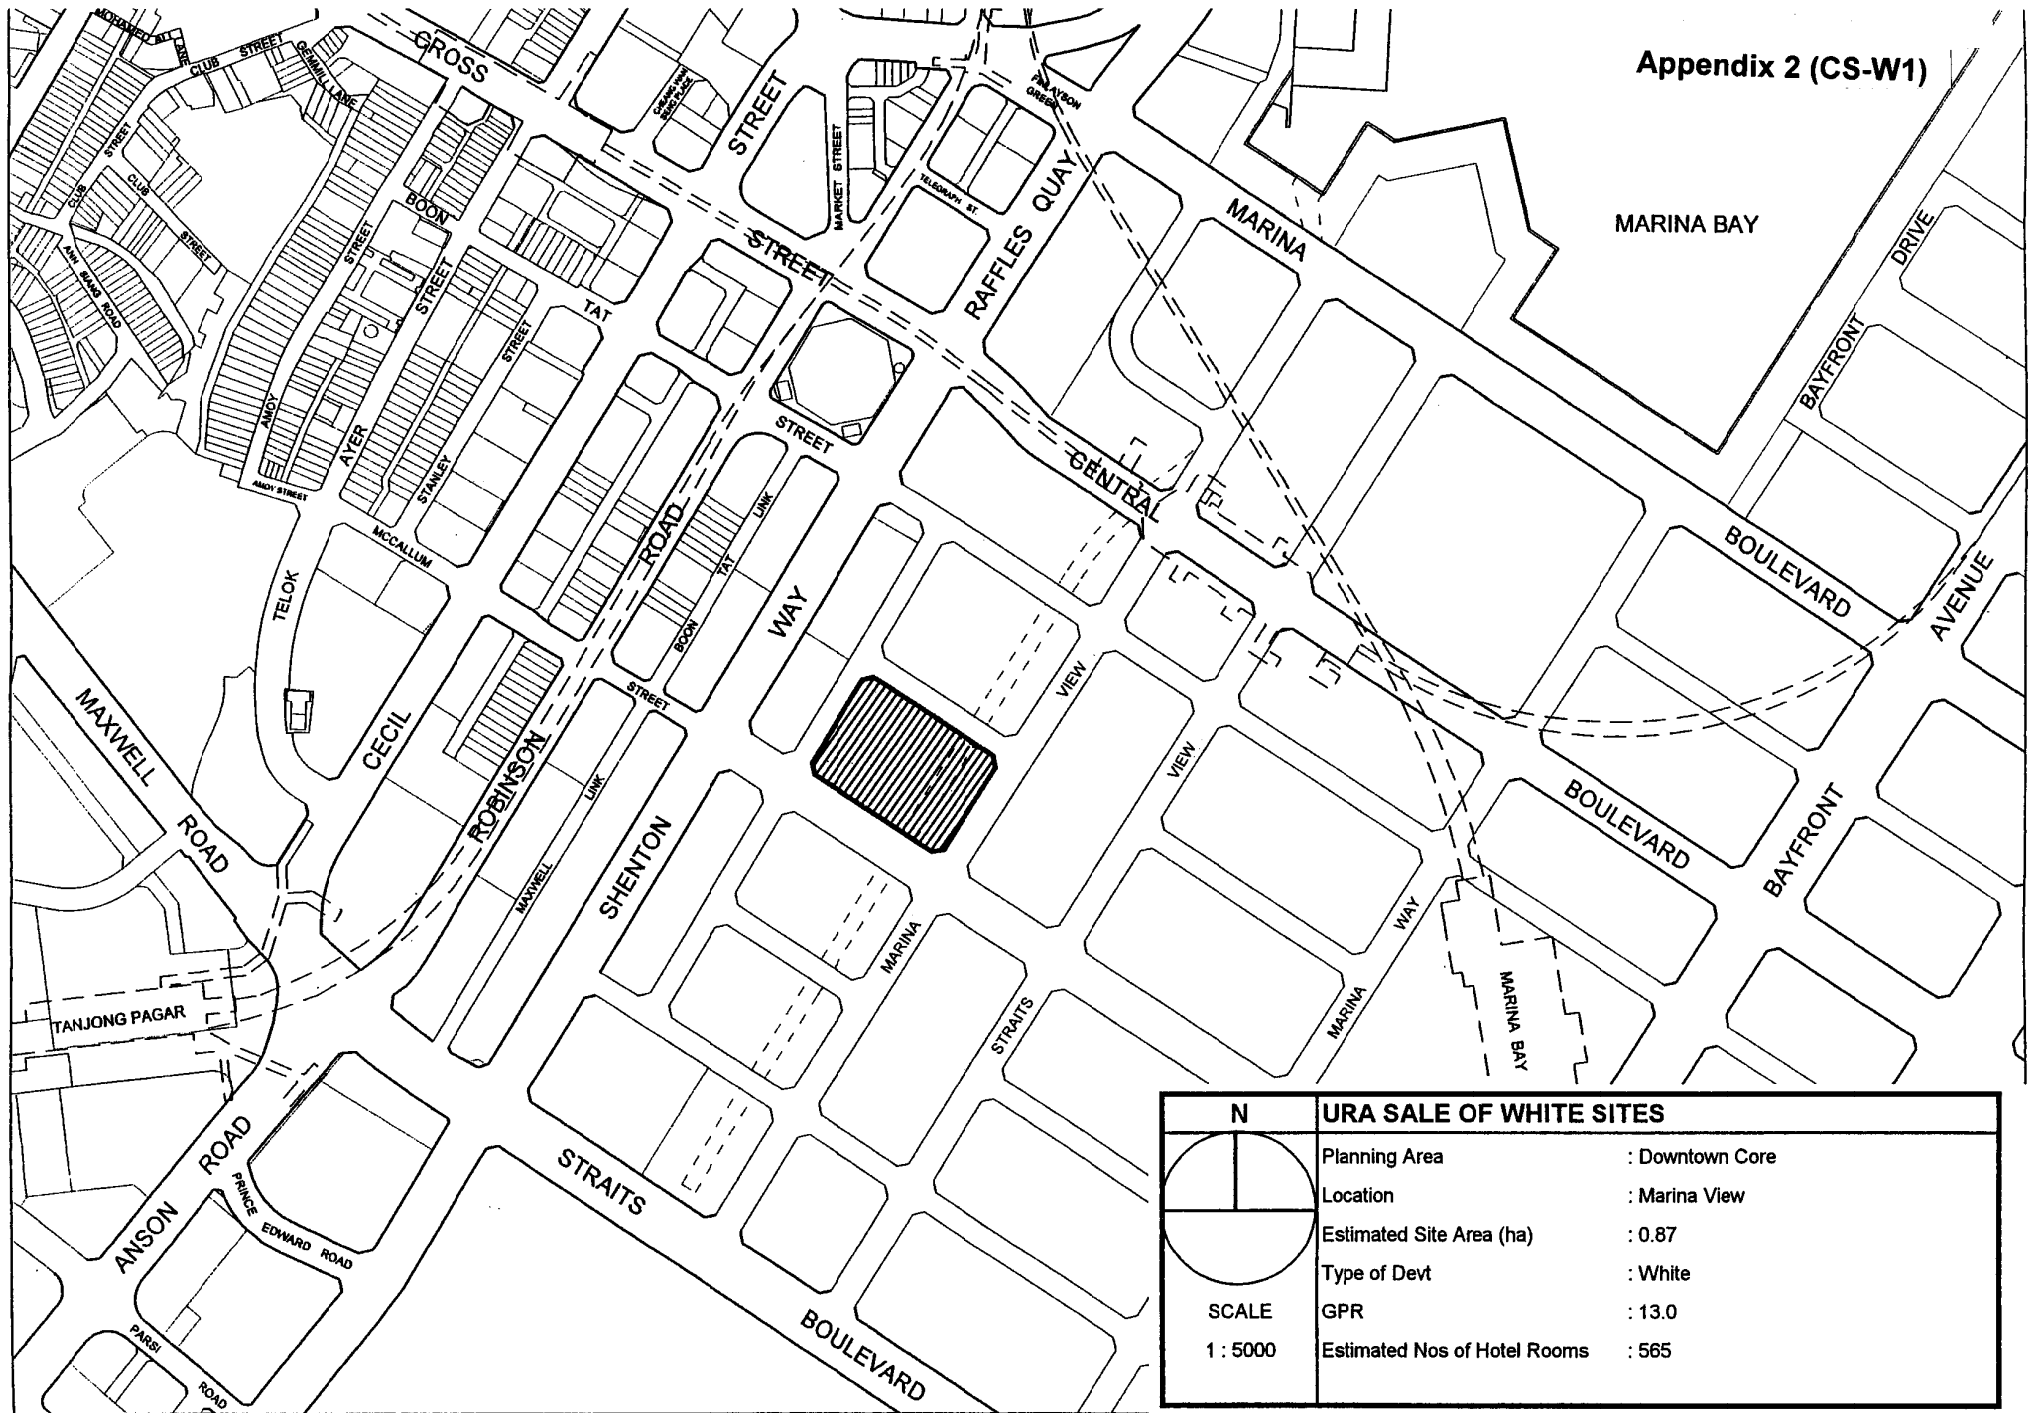 Appendix 2 (CS-W1)
MOHAMED ALI LANE
CLUB STREET
GEMMILL LANE
CROSS
CHEANG WAN
SENG PLACE
STREET
MARKET STREET
FINLAYSON
GREEN
TELEGRAPH ST.
RAFFLES QUAY
MARINA
MARINA BAY
DRIVE
BAYFRONT
CLUB STREET
CLUB STREET
ANN SIANG ROAD
BOON
STREET
STREET
STREET
TAT
STREET
AMOY
AYER
STANLEY
AMOY STREET
MCCALLUM
STREET
ROAD
LINK
TAT
BOON
CENTRAL
BOULEVARD
AVENUE
TELOK
WAY
VIEW
VIEW
STREET
MAXWELL
ROAD
CECIL
ROBINSON
LINK
MAXWELL
SHENTON
MARINA
STRAITS
WAY
MARINA
BOULEVARD
BAYFRONT
MARINA BAY
TANJONG PAGAR
ROAD
ANSON
PRINCE
EDWARD ROAD
PARSI
ROAD
STRAITS
BOULEVARD
N
URA SALE OF WHITE SITES
Planning Area : Downtown Core
Location : Marina View
Estimated Site Area (ha) : 0.87
Type of Devt : White
SCALE
GPR : 13.0
1 : 5000
Estimated Nos of Hotel Rooms : 565